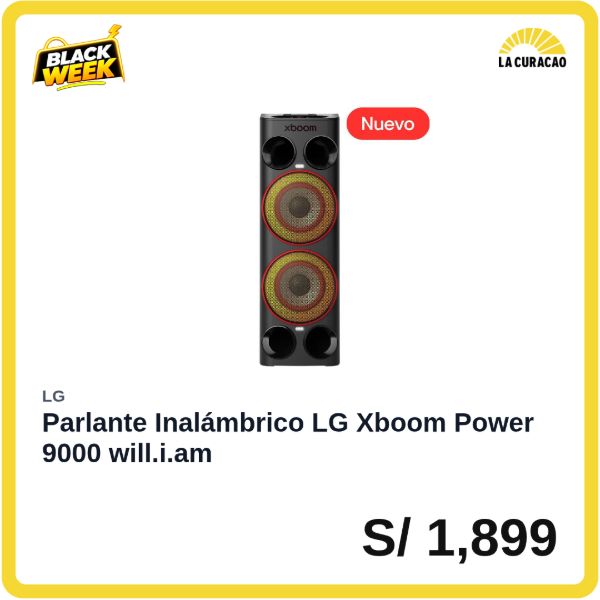 BLACK
WEEK
LA CURACAO
Nuevo
xboom
LG
Parlante Inalámbrico LG Xboom Power
9000 will.i.am
S/ 1,899